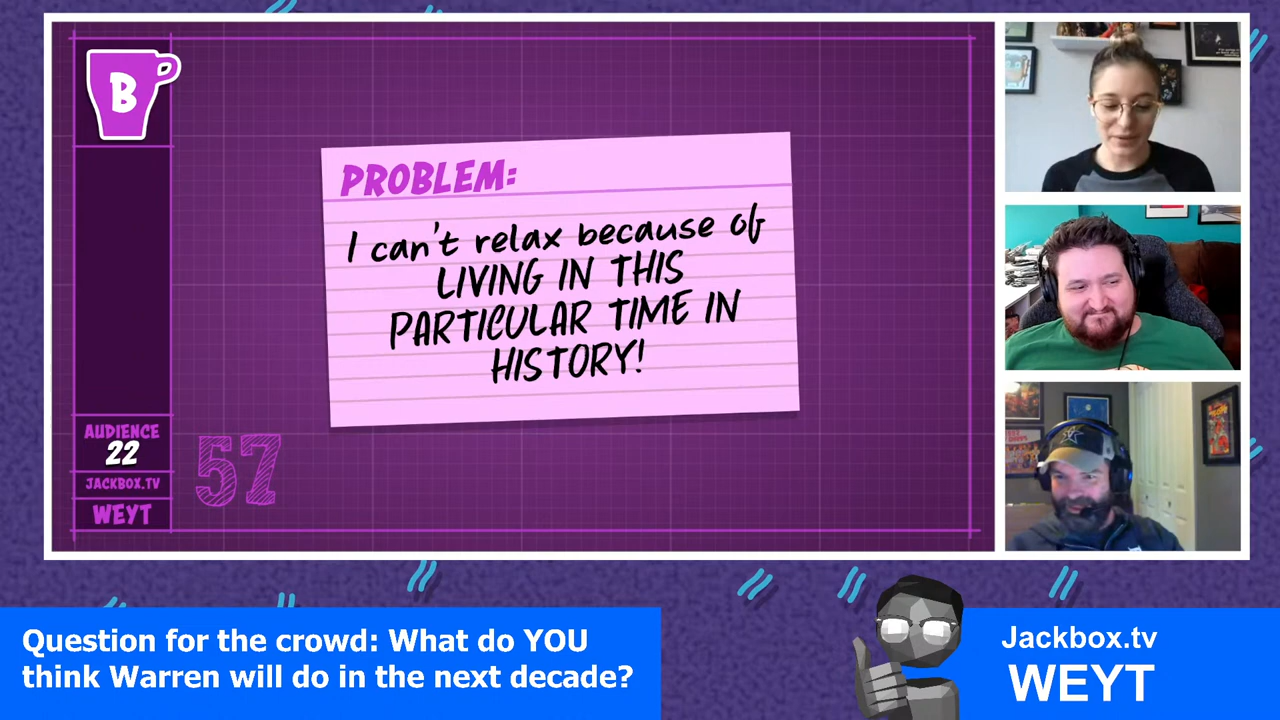 B
PROBLEM:
I can't relax because of
LIVING IN THIS
PARTICULAR TIME IN
HISTORY!
AUDIENCE
22
JACKBOX.TV
WEYT
57
Question for the crowd: What do YOU
think Warren will do in the next decade?
Jackbox.tv
WEYT